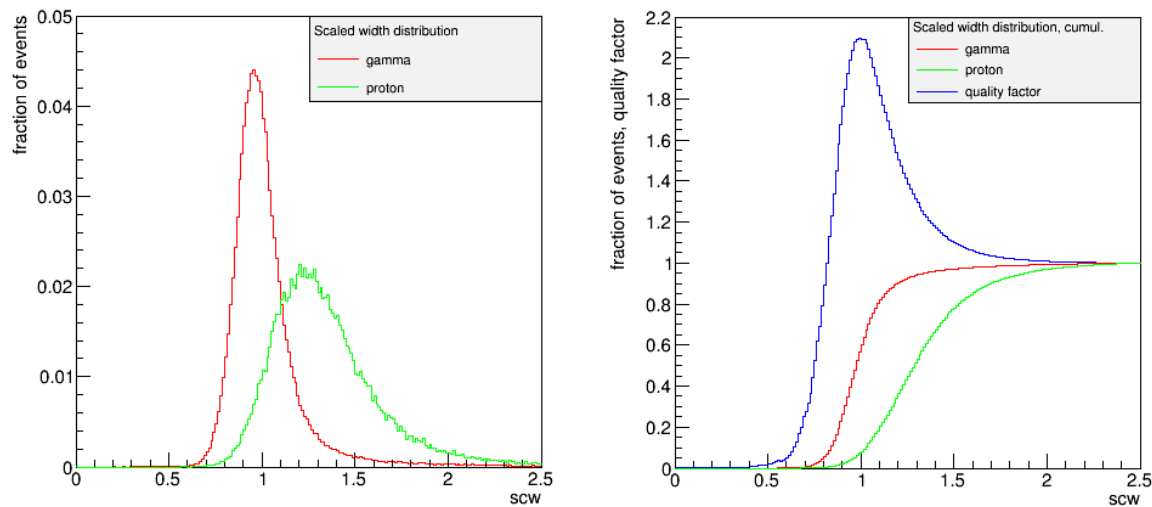 Scaled width distribution
gamma
proton
fraction of events
0.05
0.04
0.03
0.02
0.01
0
0
0.5
1
1.5
2
2.5
scw
Scaled width distribution, cumul.
gamma
proton
quality factor
fraction of events, quality factor
2.2
2
1.8
1.6
1.4
1.2
1
0.8
0.6
0.4
0.2
0
0
0.5
1
1.5
2
2.5
scw